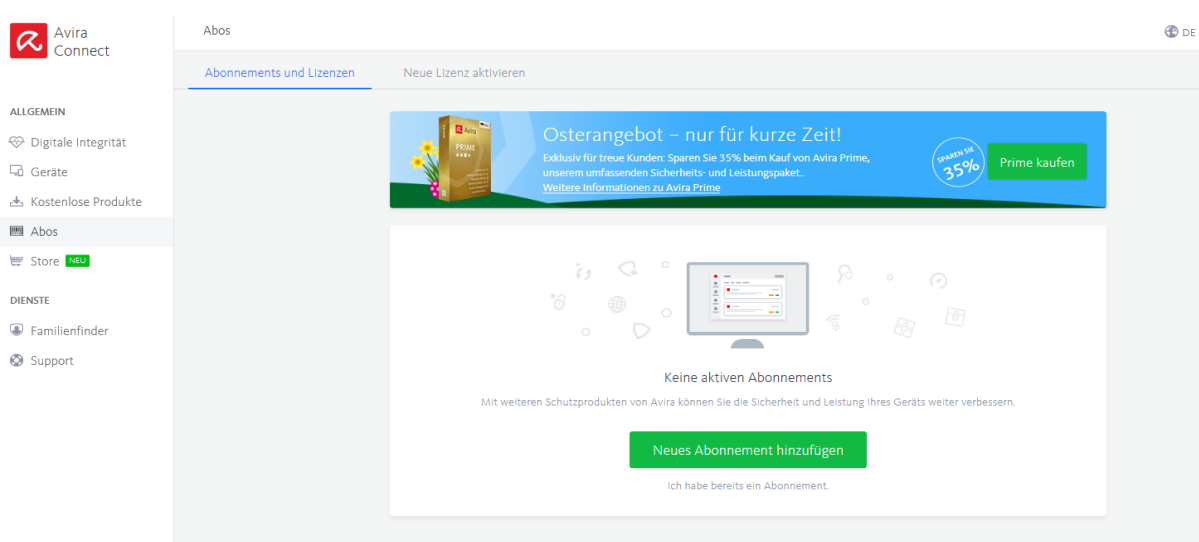 Avira
Connect
Abos
DE
Abonnements und Lizenzen
Neue Lizenz aktivieren
ALLGEMEIN
Digitale Integrität
Geräte
Kostenlose Produkte
Abos
Store NEU
DIENSTE
Familienfinder
Support
Avira
PRIME
Osterangebot – nur für kurze Zeit!
Exklusiv für treue Kunden: Sparen Sie 35% beim Kauf von Avira Prime,
unserem umfassenden Sicherheits- und Leistungspaket..
Weitere Informationen zu Avira Prime
SPAREN SIE
35%
Prime kaufen
Keine aktiven Abonnements
Mit weiteren Schutzprodukten von Avira können Sie die Sicherheit und Leistung Ihres Geräts weiter verbessern.
Neues Abonnement hinzufügen
Ich habe bereits ein Abonnement.